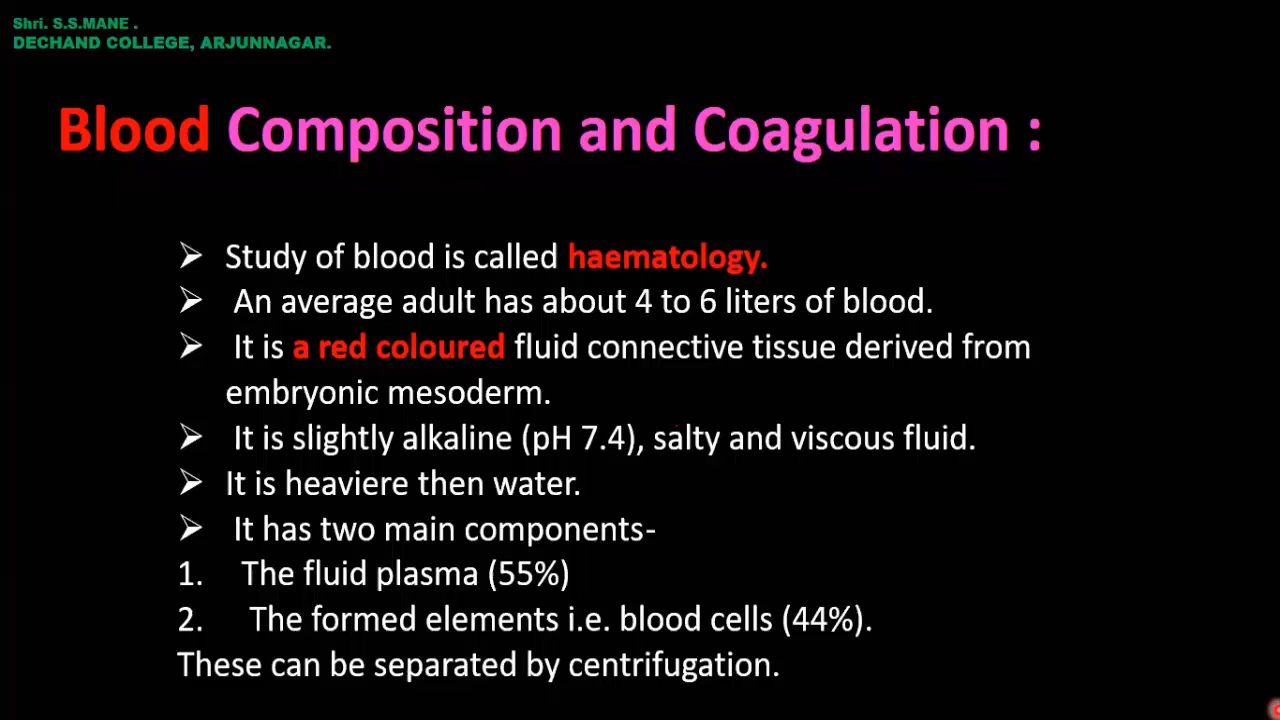 Shri. S.S.MANE .
DECHAND COLLEGE, ARJUNNAGAR.
Blood Composition and Coagulation :
➢ Study of blood is called haematology.
➢ An average adult has about 4 to 6 liters of blood.
➢ It is a red coloured fluid connective tissue derived from
embryonic mesoderm.
➢ It is slightly alkaline (pH 7.4), salty and viscous fluid.
➢ It is heaviere then water.
➢ It has two main components-
1. The fluid plasma (55%)
2. The formed elements i.e. blood cells (44%).
These can be separated by centrifugation.